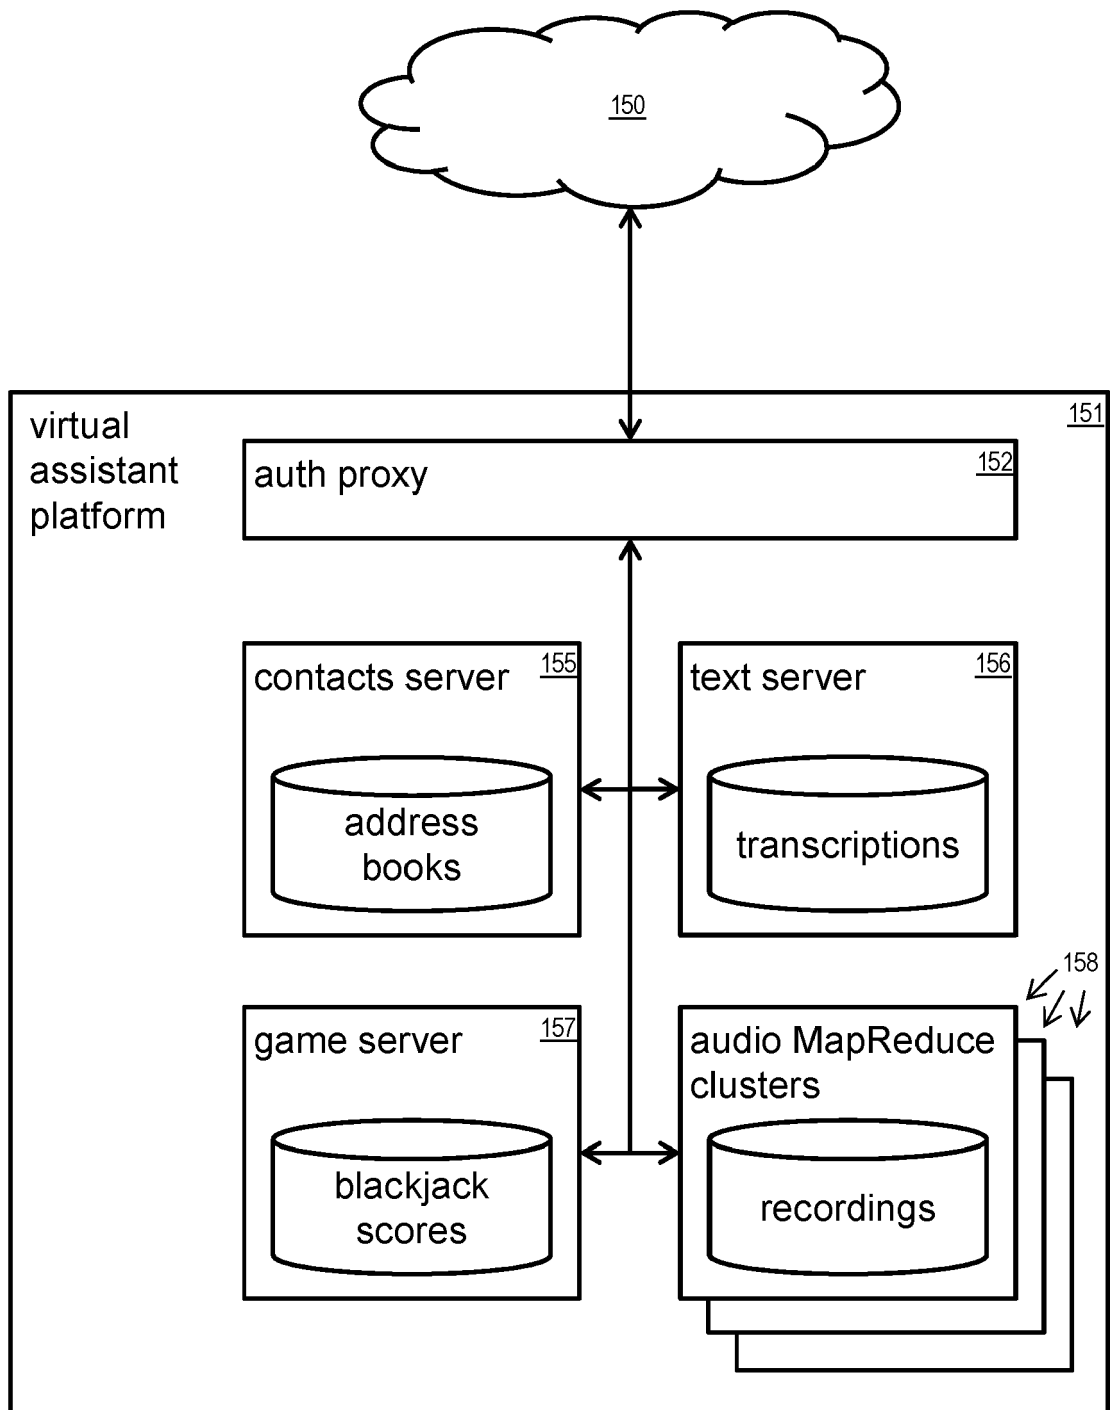 150
151
virtual
assistant
platform
auth proxy
152
contacts server
155
address
books
text server
156
transcriptions
158
game server
157
blackjack
scores
audio MapReduce
clusters
recordings